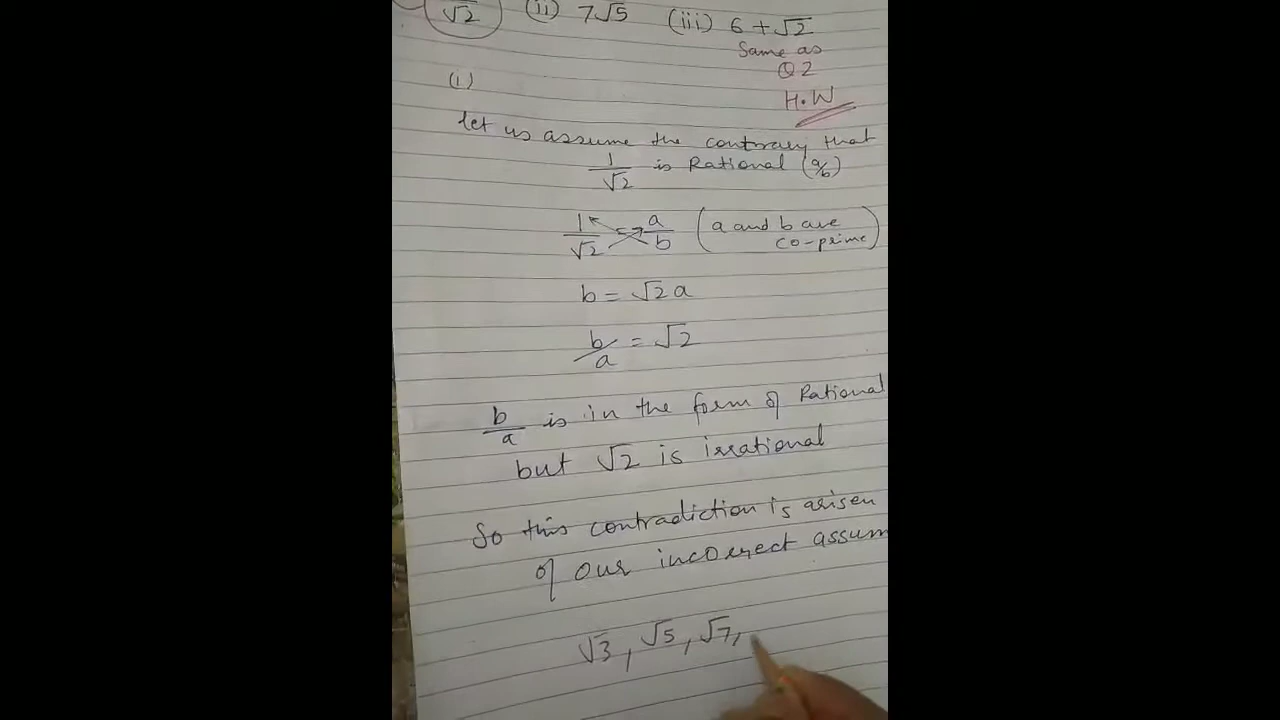 √2 (ii) 7√5 (iii) 6 + √2
Same as
Q2
H.W
(i)
let us assume the contrary that
1/√2 is Rational (a/b)
1/√2 = a/b (a and b are
co-prime)
b = √2a
b/a = √2
b/a is in the form of Rational
but √2 is irrational
So this contradiction is arisen
of our incorrect assum
√3, √5, √7,